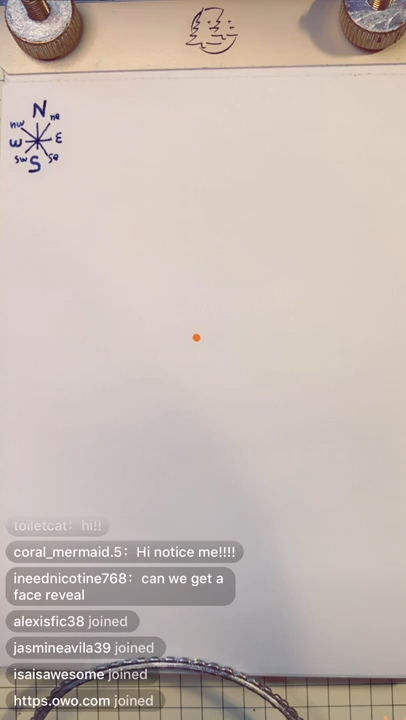 N
nw ne
W E
sw S se
toiletcat: hi!!
coral_mermaid.5: Hi notice me!!!!
ineednicotine768: can we get a
face reveal
alexisfic38 joined
jasmineavila39 joined
isaisawesome joined
https.owo.com joined